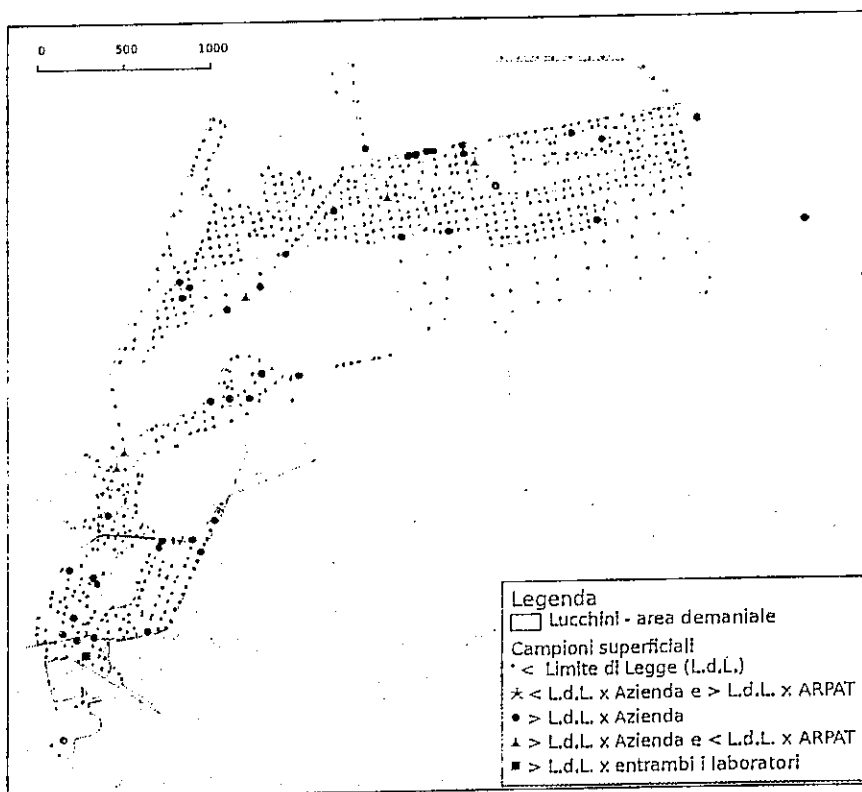 0 500 1000
Legenda
Lucchini - area demaniale
Campioni superficiali
< Limite di Legge (L.d.L.)
< L.d.L. x Azienda e > L.d.L. x ARPAT
> L.d.L. x Azienda
> L.d.L. x Azienda e < L.d.L. x ARPAT
> L.d.L. x entrambi i laboratori